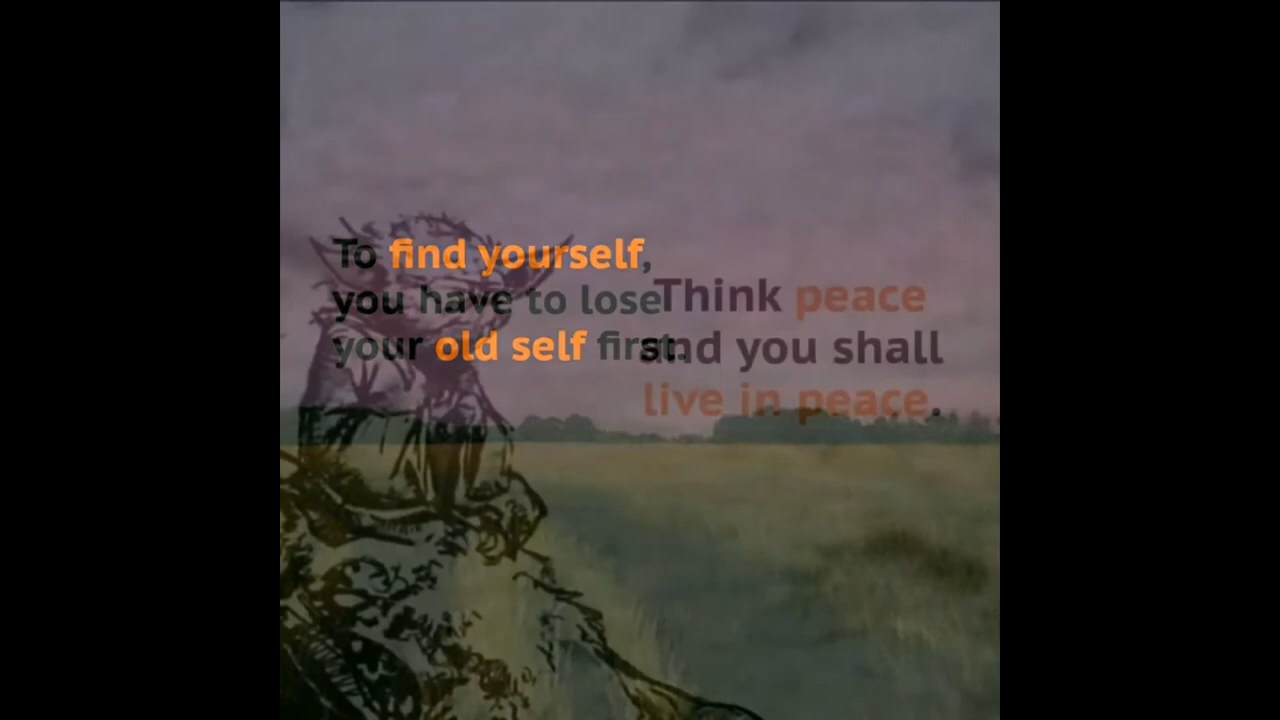 To find yourself,
you have to lose
your old self first.
Think peace
and you shall
live in peace.